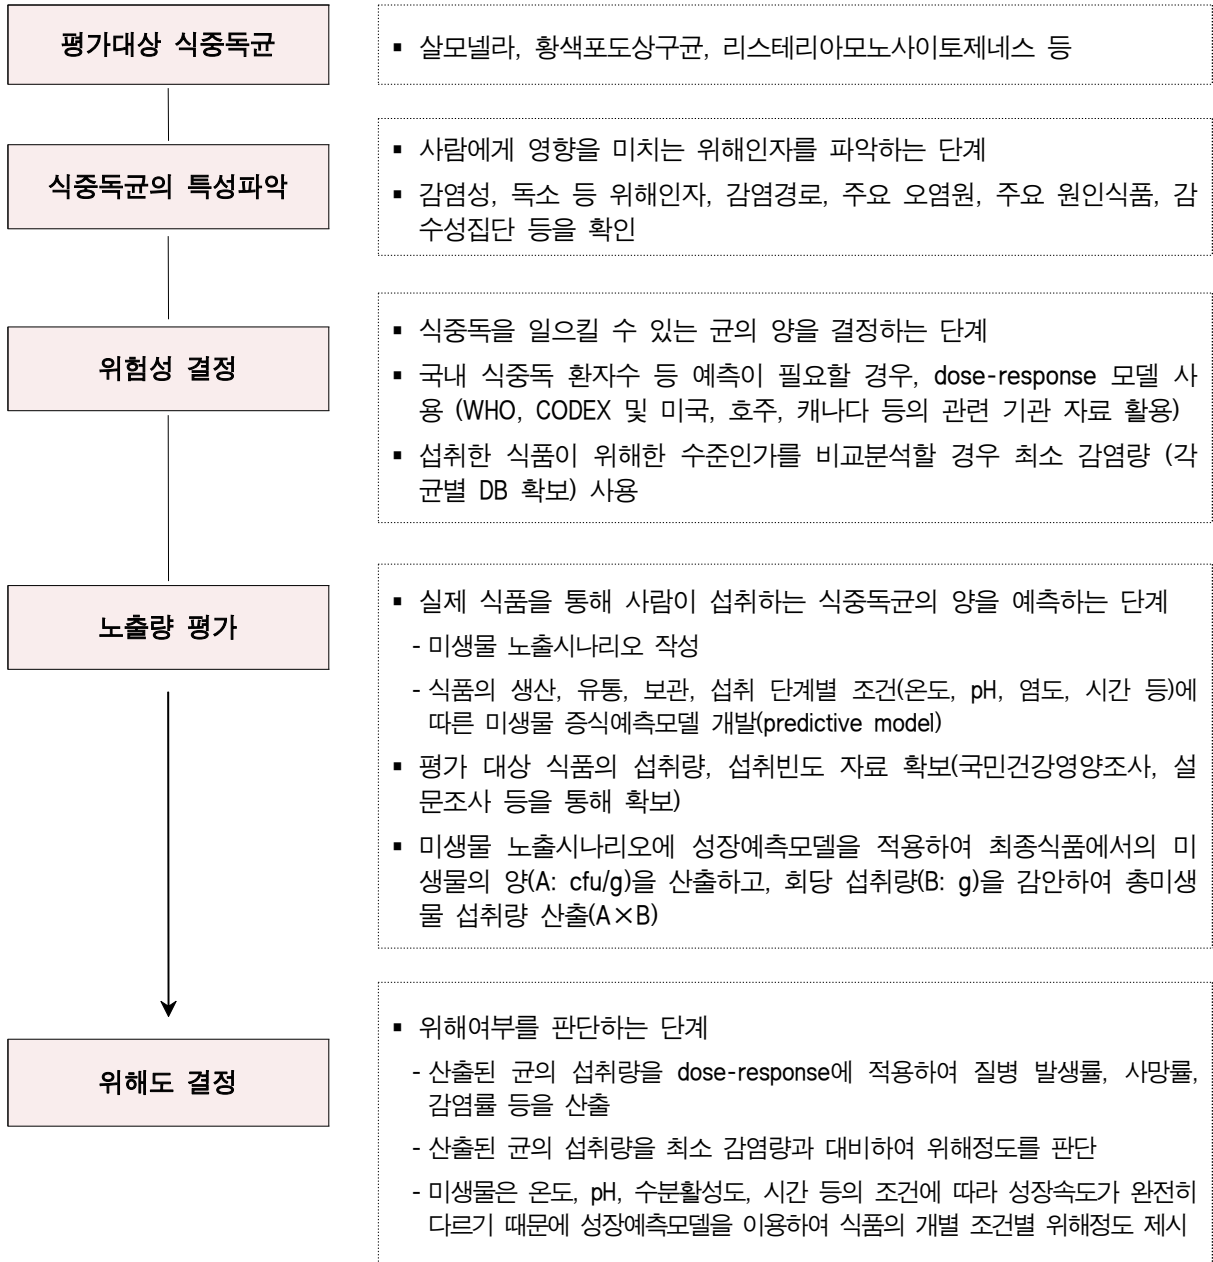 평가대상 식중독균
▪ 살모넬라, 황색포도상구균, 리스테리아모노사이토제네스 등
식중독균의 특성파악
▪ 사람에게 영향을 미치는 위해인자를 파악하는 단계
▪ 감염성, 독소 등 위해인자, 감염경로, 주요 오염원, 주요 원인식품, 감
수성집단 등을 확인
위험성 결정
▪ 식중독을 일으킬 수 있는 균의 양을 결정하는 단계
▪ 국내 식중독 환자수 등 예측이 필요할 경우, dose-response 모델 사
용 (WHO, CODEX 및 미국, 호주, 캐나다 등의 관련 기관 자료 활용)
▪ 섭취한 식품이 위해한 수준인가를 비교분석할 경우 최소 감염량 (각
균별 DB 확보) 사용
노출량 평가
▪ 실제 식품을 통해 사람이 섭취하는 식중독균의 양을 예측하는 단계
- 미생물 노출시나리오 작성
- 식품의 생산, 유통, 보관, 섭취 단계별 조건(온도, pH, 염도, 시간 등)에
따른 미생물 증식예측모델 개발(predictive model)
▪ 평가 대상 식품의 섭취량, 섭취빈도 자료 확보(국민건강영양조사, 설
문조사 등을 통해 확보)
▪ 미생물 노출시나리오에 성장예측모델을 적용하여 최종식품에서의 미
생물의 양(A: cfu/g)을 산출하고, 회당 섭취량(B: g)을 감안하여 총미생
물 섭취량 산출(A×B)
위해도 결정
▪ 위해여부를 판단하는 단계
- 산출된 균의 섭취량을 dose-response에 적용하여 질병 발생률, 사망률,
감염률 등을 산출
- 산출된 균의 섭취량을 최소 감염량과 대비하여 위해정도를 판단
- 미생물은 온도, pH, 수분활성도, 시간 등의 조건에 따라 성장속도가 완전히
다르기 때문에 성장예측모델을 이용하여 식품의 개별 조건별 위해정도 제시